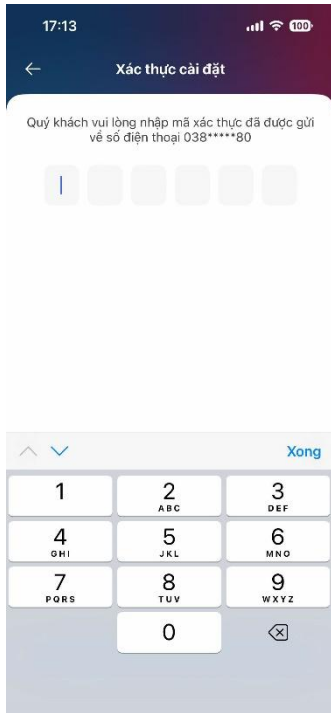 17:13
100
Xác thực cài đặt
Quý khách vui lòng nhập mã xác thực đã được gửi
về số điện thoại 038*****80
Xong
1
2
ABC
3
DEF
4
GHI
5
JKL
6
MNO
7
PQRS
8
TUV
9
WXYZ
0